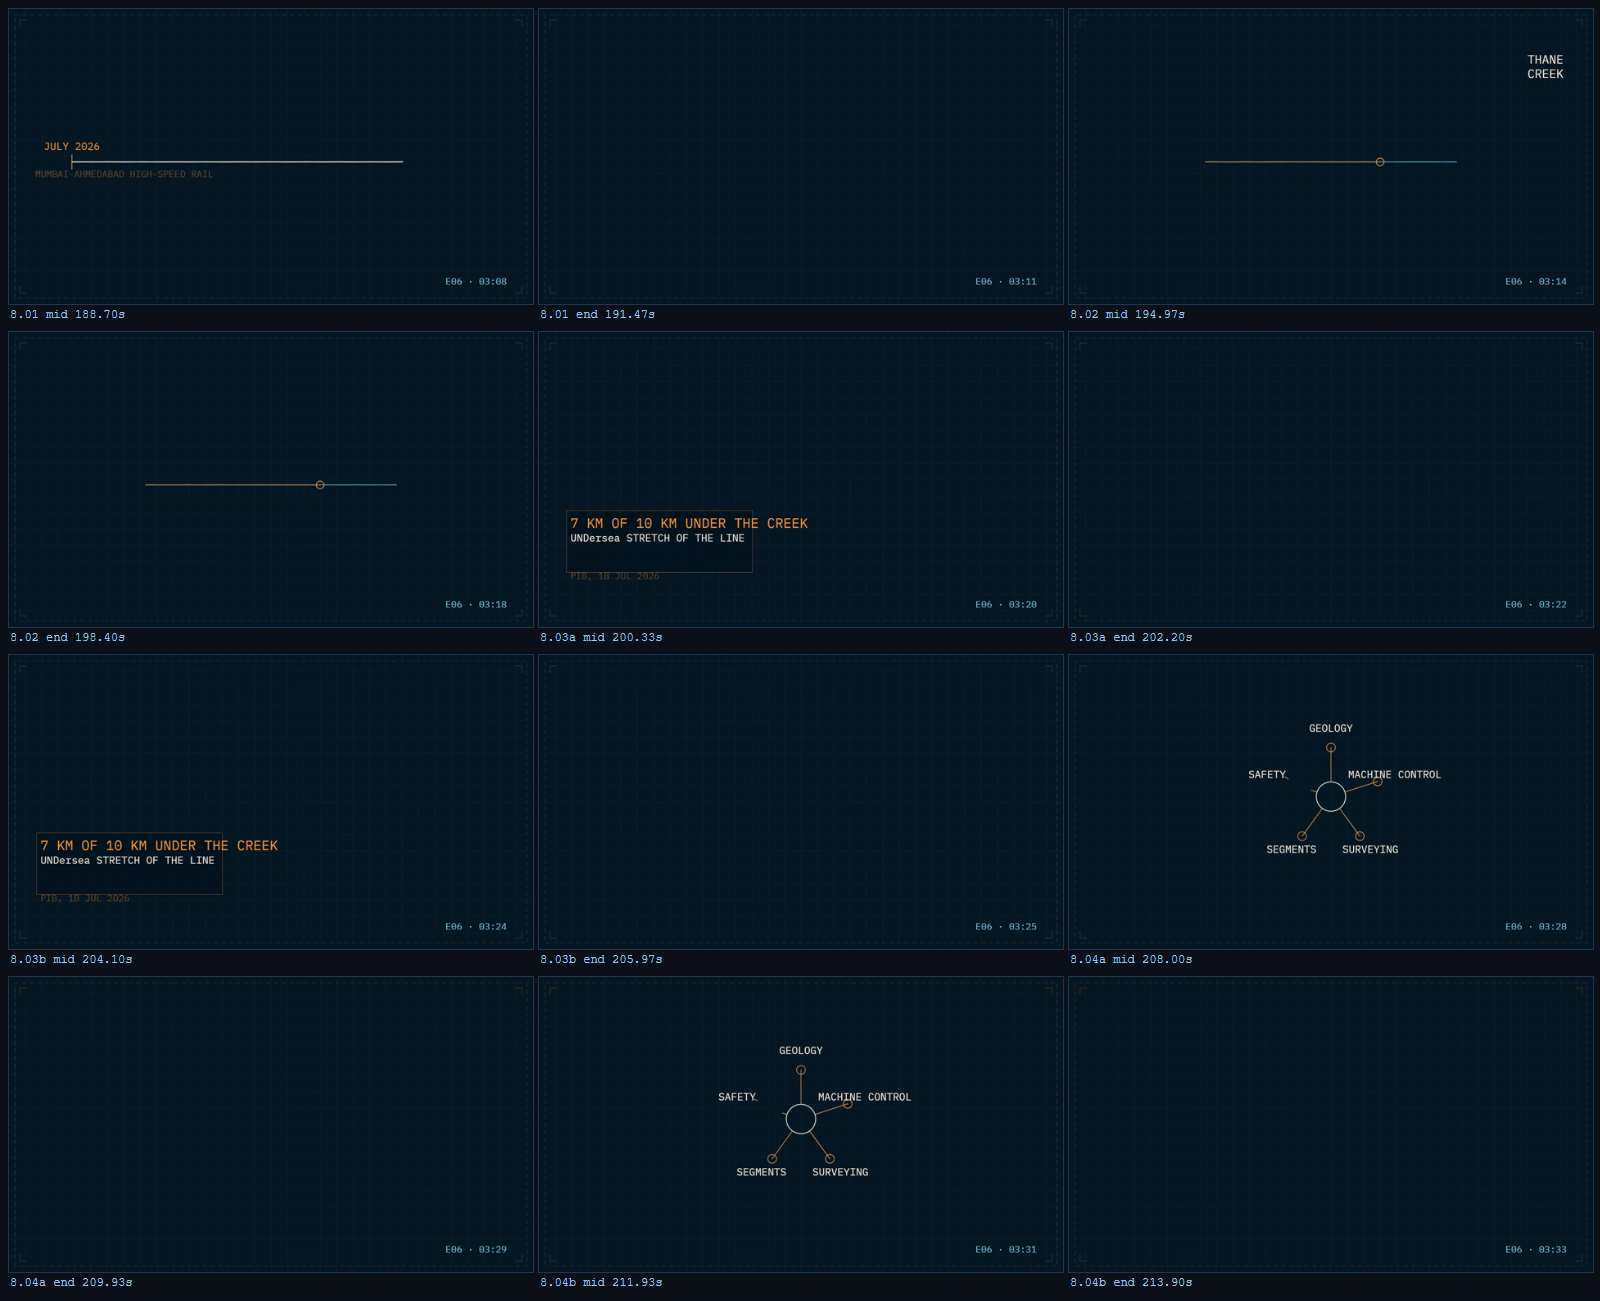 JULY 2026
MUMBAI-AHMEDABAD HIGH-SPEED RAIL
E06 · 03:08
8.01 mid 188.70s
E06 · 03:11
8.01 end 191.47s
THANE
CREEK
E06 · 03:14
8.02 mid 194.97s
E06 · 03:18
8.02 end 198.40s
7 KM OF 10 KM UNDER THE CREEK
UNDersea STRETCH OF THE LINE
PIB, 18 JUL 2026
E06 · 03:20
8.03a mid 200.33s
E06 · 03:22
8.03a end 202.20s
7 KM OF 10 KM UNDER THE CREEK
UNDersea STRETCH OF THE LINE
PIB, 18 JUL 2026
E06 · 03:24
8.03b mid 204.10s
E06 · 03:25
8.03b end 205.97s
GEOLOGY
SAFETY
MACHINE CONTROL
SEGMENTS
SURVEYING
E06 · 03:28
8.04a mid 208.00s
E06 · 03:29
8.04a end 209.93s
GEOLOGY
SAFETY
MACHINE CONTROL
SEGMENTS
SURVEYING
E06 · 03:31
8.04b mid 211.93s
E06 · 03:33
8.04b end 213.90s